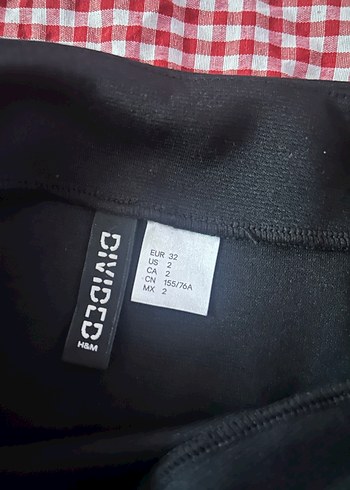 DIVIDED
H&M
EUR 32
US 2
CA 2
CN 155/76A
MX 2